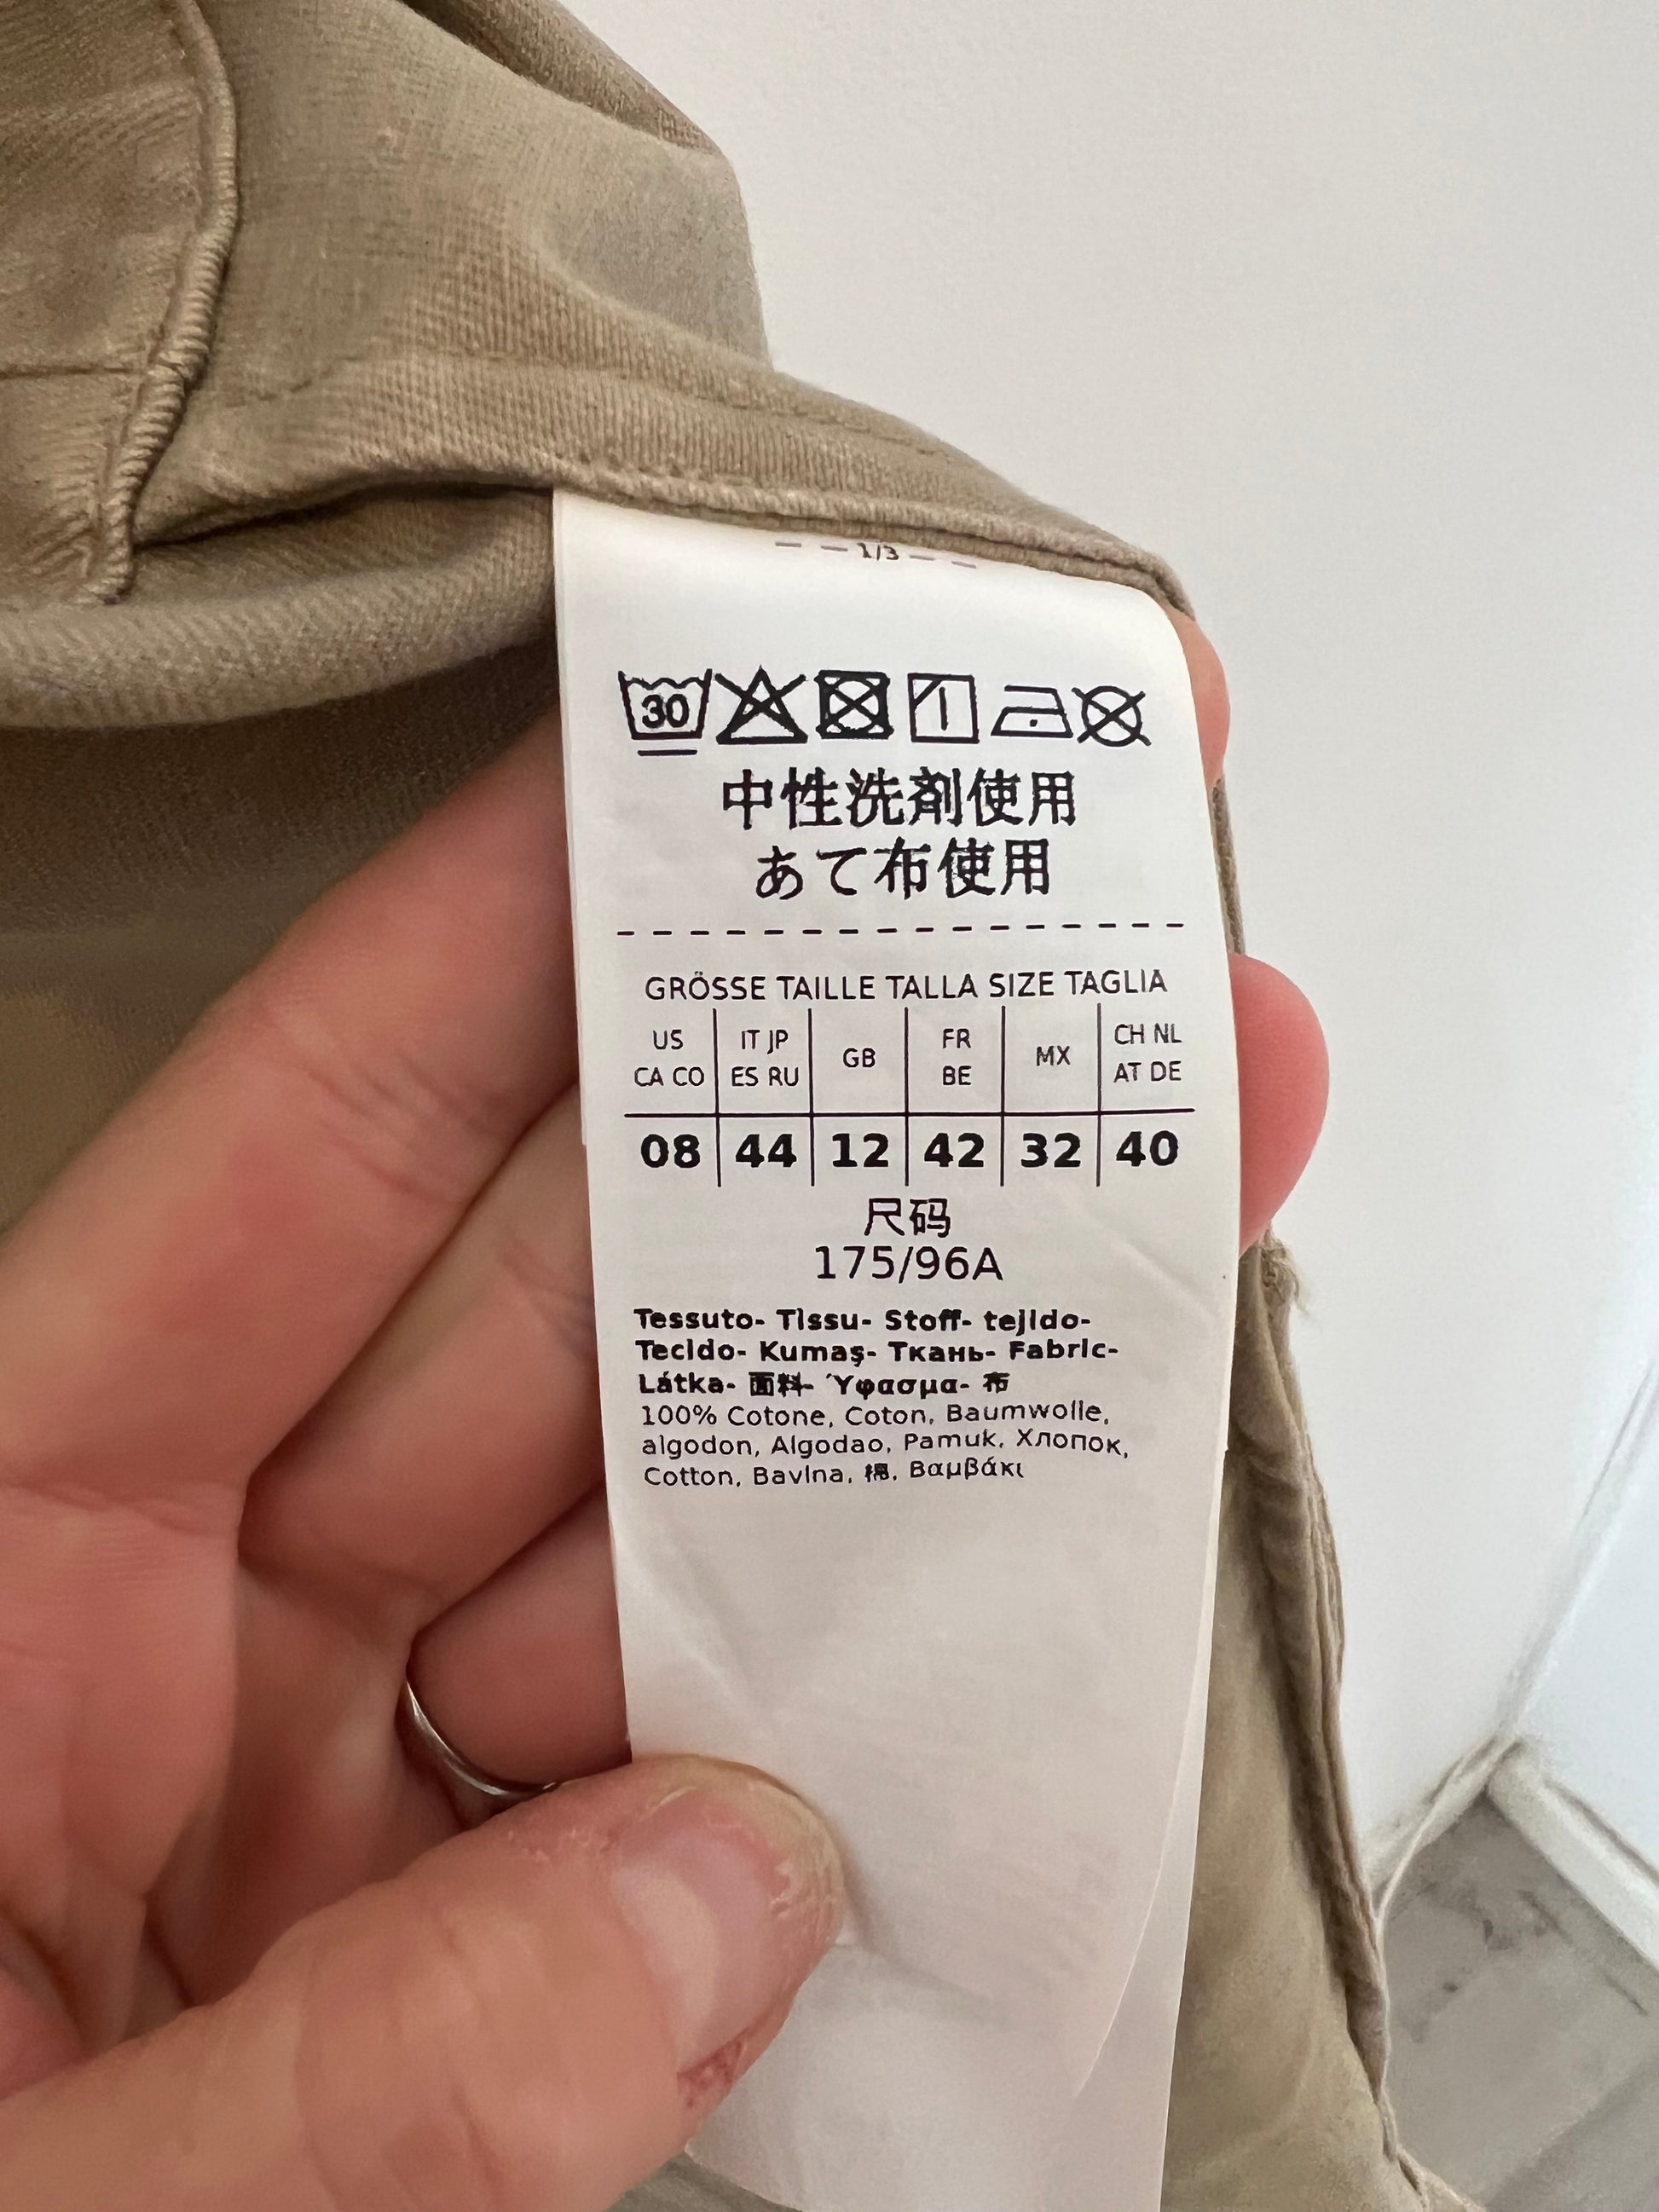 1/3
30
中性洗剤使用
あて布使用
GRÖSSE TAILLE TALLA SIZE TAGLIA
US CA CO | IT JP ES RU | GB | FR BE | MX | CH NL AT DE
08 | 44 | 12 | 42 | 32 | 40
尺码
175/96A
Tessuto- Tissu- Stoff- tejido-
Tecido- Kumaş- Ткань- Fabric-
Látka- 面料- Ύφασμα- 布
100% Cotone, Coton, Baumwolle,
algodon, Algodao, Pamuk, Хлопок,
Cotton, Bavlna, 棉, Βαμβάκι